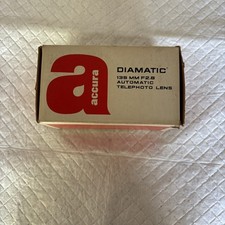 a
accura
DIAMATIC
135 MM F2.8
AUTOMATIC
TELEPHOTO LENS